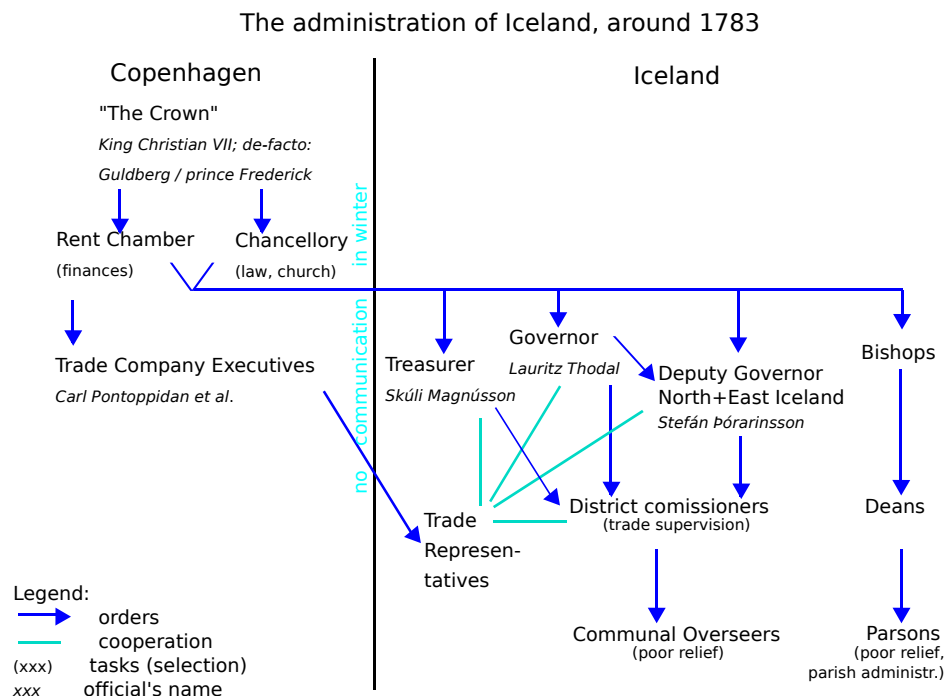 The administration of Iceland, around 1783
Copenhagen
Iceland
"The Crown"
King Christian VII; de-facto:
Guldberg / prince Frederick
Rent Chamber
(finances)
Chancellory
(law, church)
no communication in winter
Trade Company Executives
Carl Pontoppidan et al.
Treasurer
Skúli Magnússon
Governor
Lauritz Thodal
Deputy Governor
North+East Iceland
Stefán Þórarinsson
Bishops
Trade
Represen-
tatives
District comissioners
(trade supervision)
Deans
Communal Overseers
(poor relief)
Parsons
(poor relief,
parish administr.)
Legend:
orders
cooperation
(xxx) tasks (selection)
xxx official's name